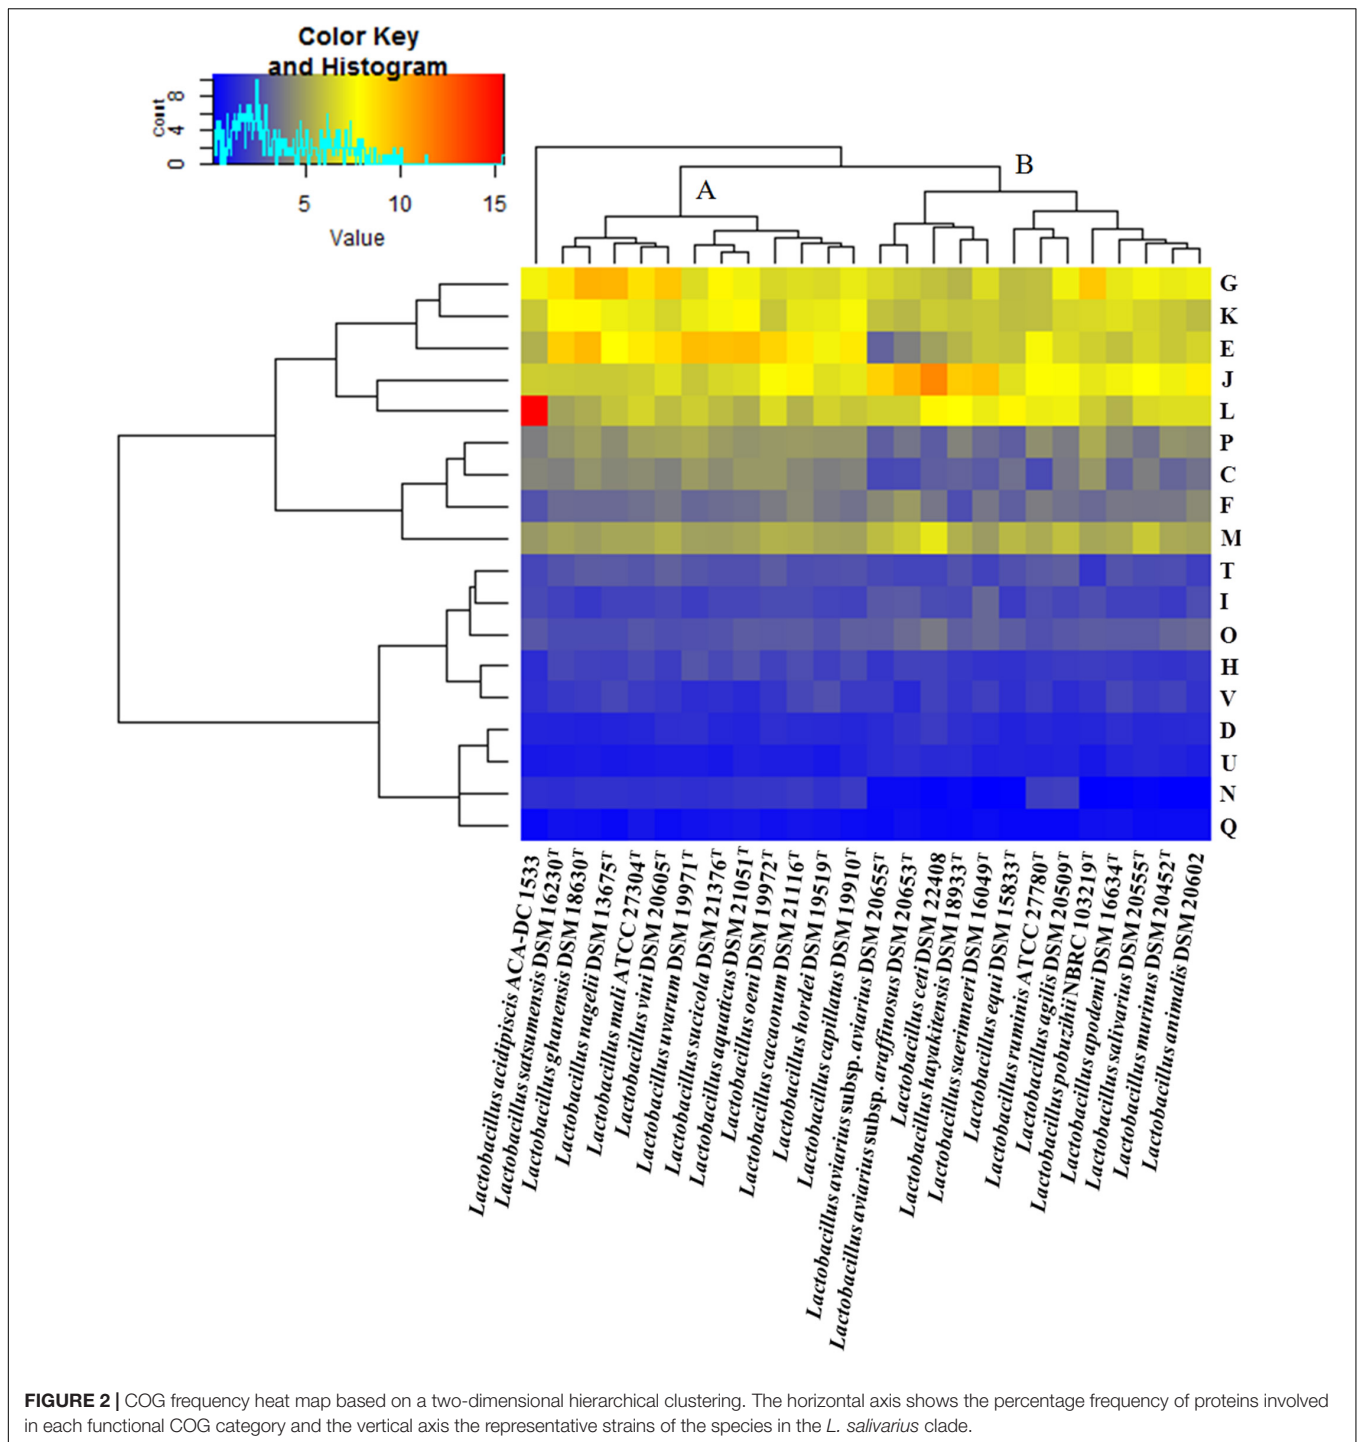 Color Key
and Histogram
Count
0 4 8
5 10 15
Value
A
B
G
K
E
J
L
P
C
F
M
T
I
O
H
V
D
U
N
Q
Lactobacillus acidipiscis ACA-DC 1533
Lactobacillus satsumensis DSM 16230ᵀ
Lactobacillus ghanensis DSM 18630ᵀ
Lactobacillus nagelii DSM 13675ᵀ
Lactobacillus mali ATCC 27304ᵀ
Lactobacillus vini DSM 20605ᵀ
Lactobacillus uvarum DSM 19971ᵀ
Lactobacillus sucicola DSM 21376ᵀ
Lactobacillus aquaticus DSM 21051ᵀ
Lactobacillus oeni DSM 19972ᵀ
Lactobacillus cacaonum DSM 21116ᵀ
Lactobacillus hordei DSM 19519ᵀ
Lactobacillus capillatus DSM 19910ᵀ
Lactobacillus aviarius subsp. aviarius DSM 20655ᵀ
Lactobacillus aviarius subsp. araffinosus DSM 20653ᵀ
Lactobacillus ceti DSM 22408
Lactobacillus hayakitensis DSM 18933ᵀ
Lactobacillus saerimneri DSM 16049ᵀ
Lactobacillus equi DSM 15833ᵀ
Lactobacillus ruminis ATCC 27780ᵀ
Lactobacillus agilis DSM 20509ᵀ
Lactobacillus pobuzihii NBRC 103219ᵀ
Lactobacillus apodemi DSM 16634ᵀ
Lactobacillus salivarius DSM 20555ᵀ
Lactobacillus murinus DSM 20452ᵀ
Lactobacillus animalis DSM 20602
FIGURE 2 | COG frequency heat map based on a two-dimensional hierarchical clustering. The horizontal axis shows the percentage frequency of proteins involved
in each functional COG category and the vertical axis the representative strains of the species in the L. salivarius clade.